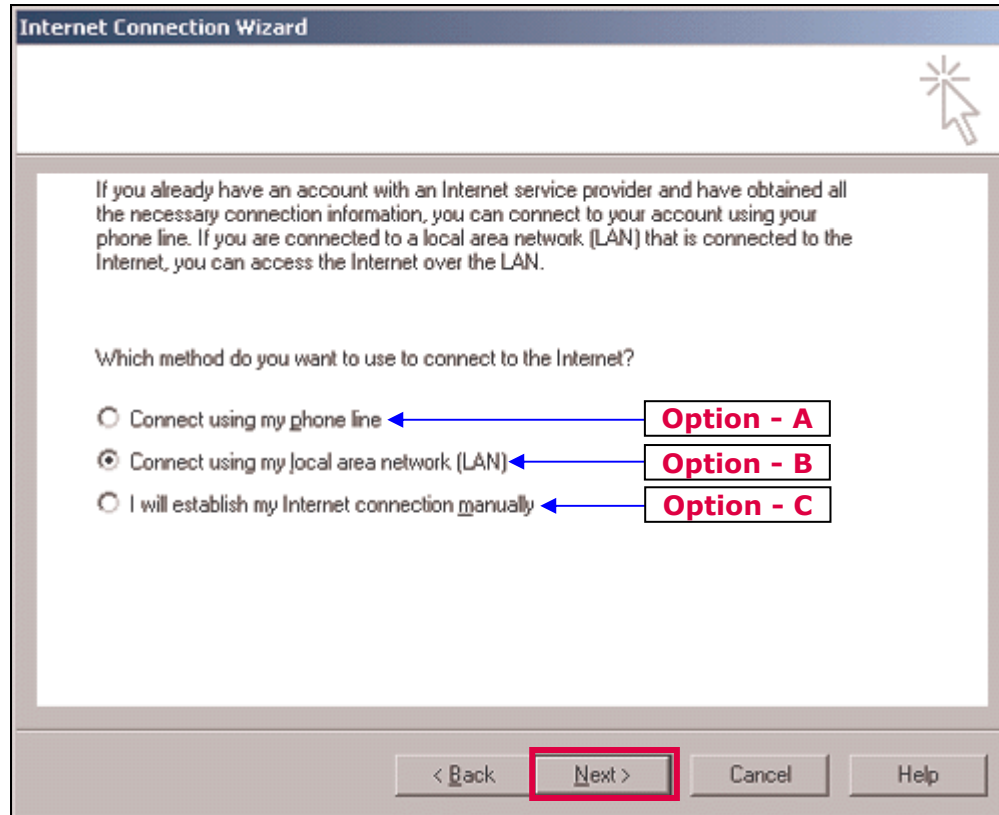 Internet Connection Wizard
If you already have an account with an Internet service provider and have obtained all
the necessary connection information, you can connect to your account using your
phone line. If you are connected to a local area network (LAN) that is connected to the
Internet, you can access the Internet over the LAN.
Which method do you want to use to connect to the Internet?
Connect using my phone line Option - A
Connect using my local area network (LAN) Option - B
I will establish my Internet connection manually Option - C
< Back Next > Cancel Help